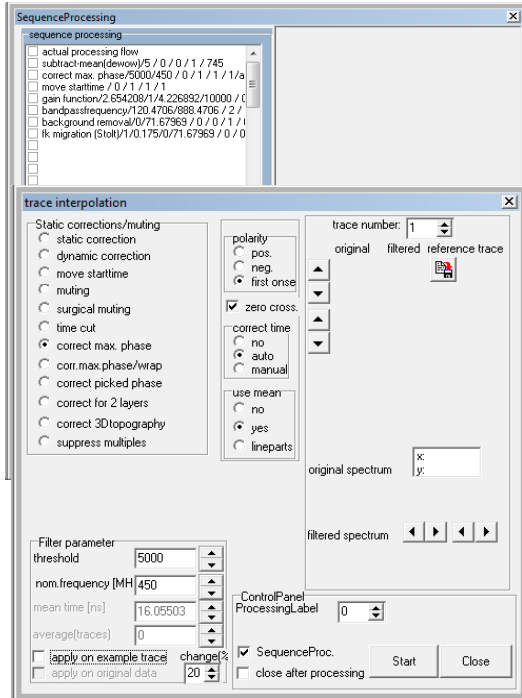 SequenceProcessing
sequence processing
actual processing flow
subtract-mean(dewow)/5 / 0 / 0 / 1 / 745
correct max. phase/5000/450 / 0 / 1 / 1 / 1/a
move starttime / 0 / 1 / 1 / 1
gain function/2.654208/1/4.226892/10000 / 0
bandpassfrequency/120.4706/888.4706 / 2 /
background removal/0/71.67969 / 0 / 0 / 1 /
fk migration (Stolt)/1/0.175/0/71.67969 / 0 / 0
trace interpolation
Static corrections/muting
static correction
dynamic correction
move starttime
muting
surgical muting
time cut
correct max. phase
corr.max.phase/wrap
correct picked phase
correct for 2 layers
correct 3Dtopography
suppress multiples
polarity
pos.
neg.
first onse
zero cross.
correct time
no
auto
manual
use mean
no
yes
lineparts
trace number: 1
original filtered reference trace
original spectrum
x:
y:
filtered spectrum
Filter parameter
threshold 5000
nom.frequency [MH 450
mean time [ns] 16.05503
average(traces) 0
apply on example trace change(%
apply on original data 20
ControlPanel
ProcessingLabel 0
SequenceProc.
close after processing
Start
Close